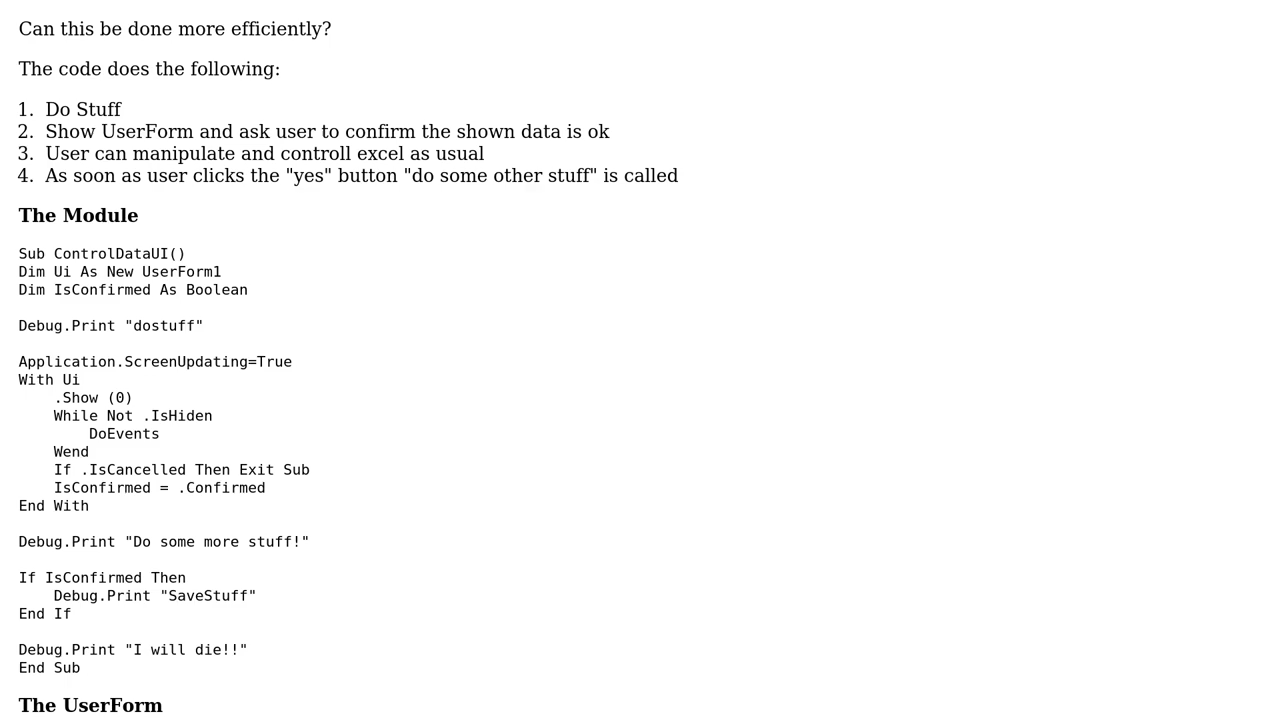 Can this be done more efficiently?
The code does the following:
1. Do Stuff
2. Show UserForm and ask user to confirm the shown data is ok
3. User can manipulate and controll excel as usual
4. As soon as user clicks the "yes" button "do some other stuff" is called
The Module
Sub ControlDataUI()
Dim Ui As New UserForm1
Dim IsConfirmed As Boolean
Debug.Print "dostuff"
Application.ScreenUpdating=True
With Ui
    .Show (0)
    While Not .IsHiden
        DoEvents
    Wend
    If .IsCancelled Then Exit Sub
    IsConfirmed = .Confirmed
End With
Debug.Print "Do some more stuff!"
If IsConfirmed Then
    Debug.Print "SaveStuff"
End If
Debug.Print "I will die!!"
End Sub
The UserForm